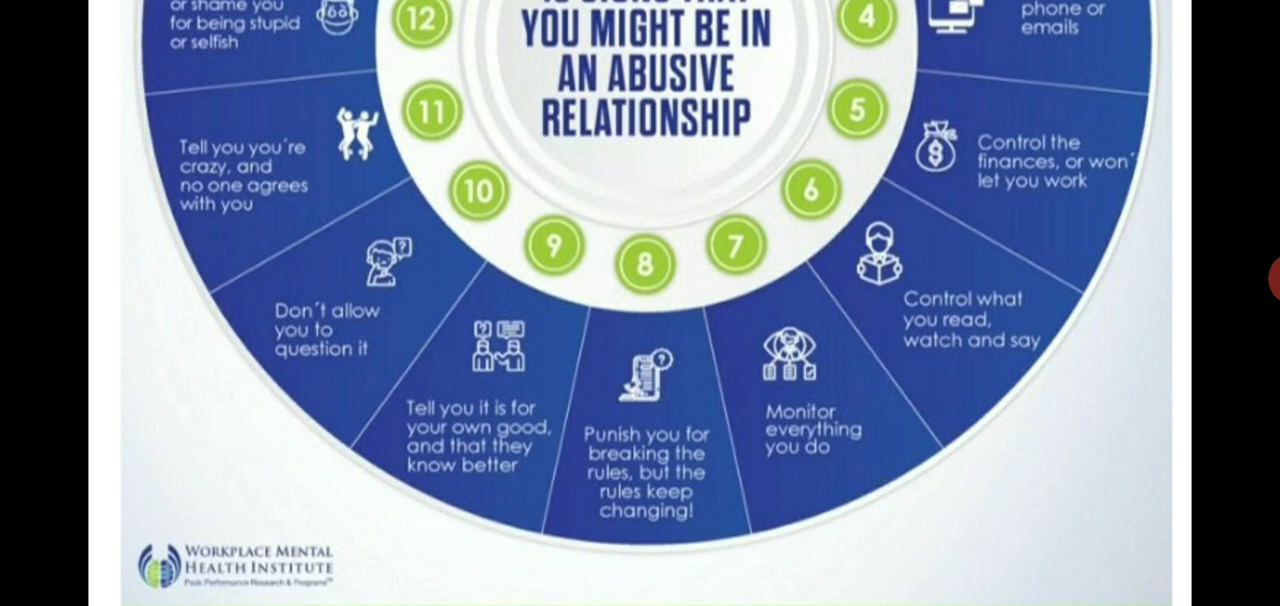 or shame you
for being stupid
or selfish
12
YOU MIGHT BE IN
AN ABUSIVE
RELATIONSHIP
4
phone or
emails
5
Control the
finances, or won'
let you work
6
Control what
you read,
watch and say
7
Monitor
everything
you do
8
Punish you for
breaking the
rules, but the
rules keep
changing!
9
Tell you it is for
your own good,
and that they
know better
10
Don´t allow
you to
question it
11
Tell you you´re
crazy, and
no one agrees
with you
$
WORKPLACE MENTAL
HEALTH INSTITUTE
Peak Performance Research & Programs™